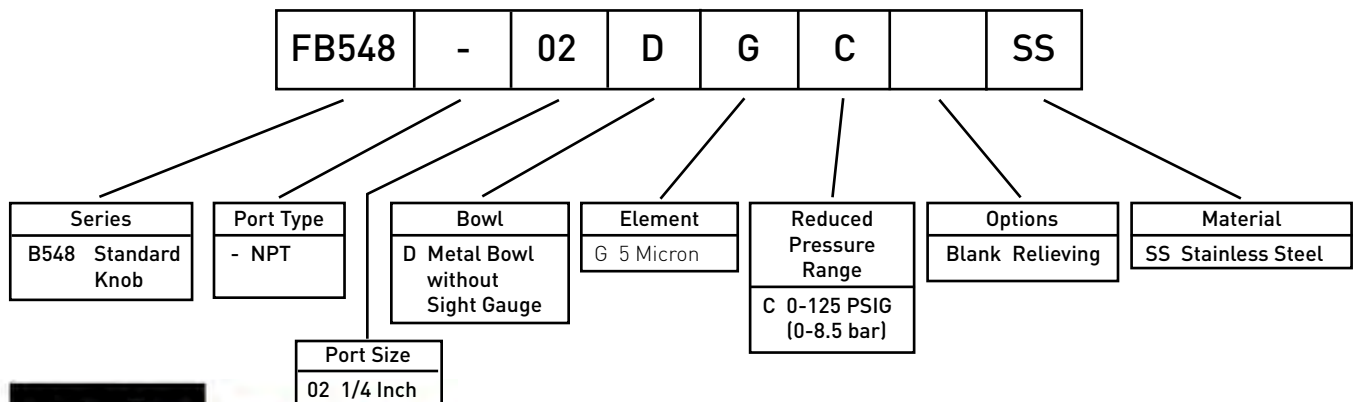 FB548 - 02 D G C SS
Series
B548 Standard
Knob
Port Type
- NPT
Port Size
02 1/4 Inch
Bowl
D Metal Bowl
without
Sight Gauge
Element
G 5 Micron
Reduced
Pressure
Range
C 0-125 PSIG
(0-8.5 bar)
Options
Blank Relieving
Material
SS Stainless Steel